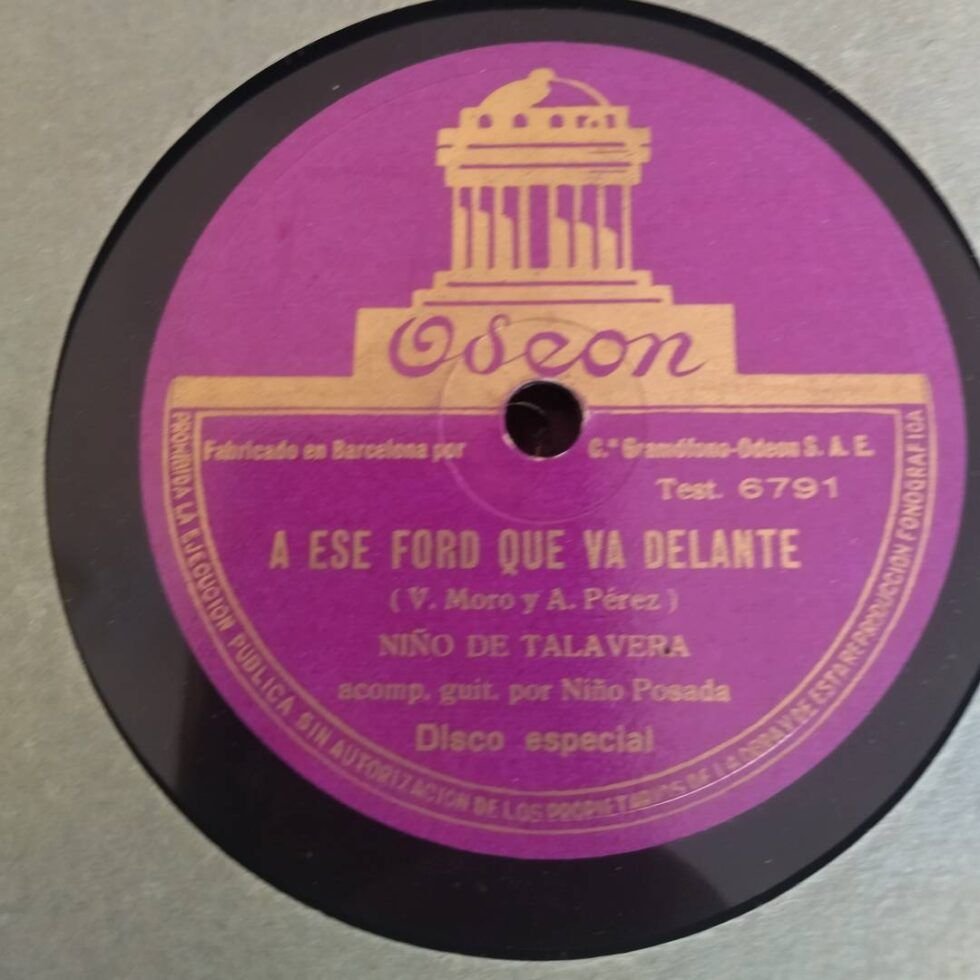 Odeon
Fabricado en Barcelona por C.ª Gramófono-Odeon S. A. E.
Test. 6791
A ESE FORD QUE VA DELANTE
( V. Moro y A. Pérez )
NIÑO DE TALAVERA
acomp. guit. por Niño Posada
Disco especial
PROHIBIDA LA EJECUCION PUBLICA SIN AUTORIZACION DE LOS PROPIETARIOS DE LA OBRA Y DE ESTA REPRODUCCION FONOGRAFICA